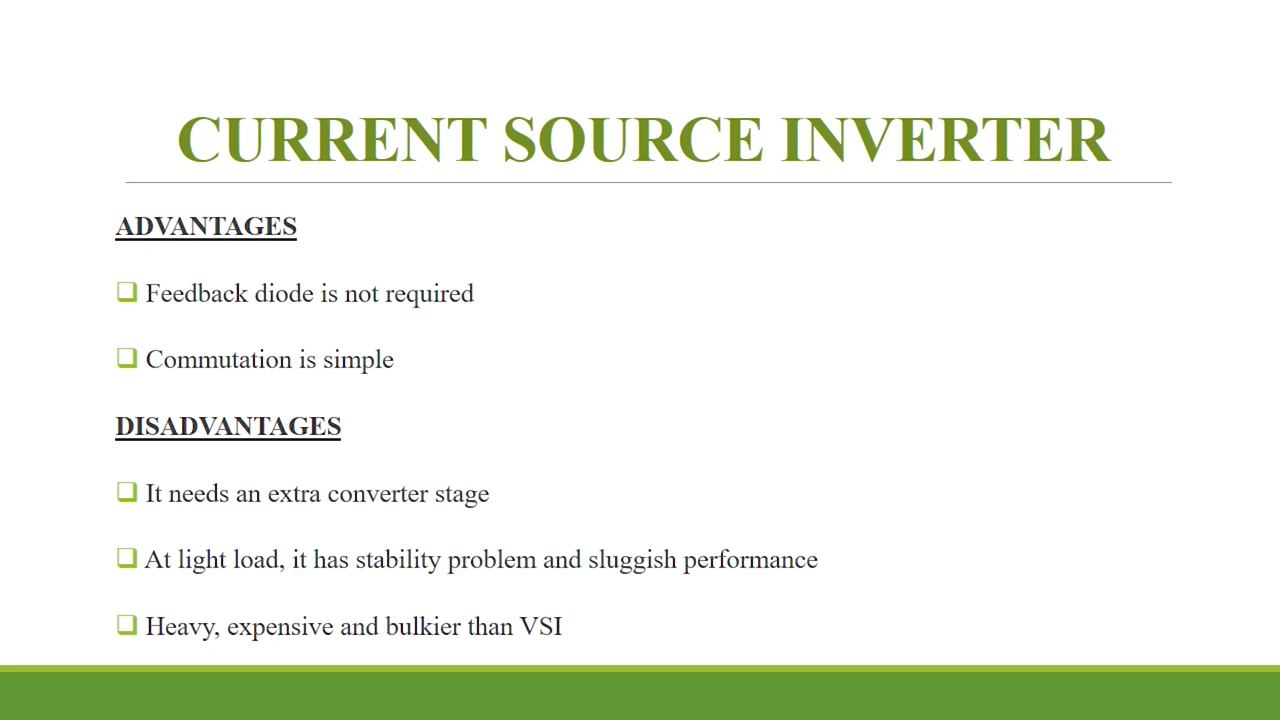 CURRENT SOURCE INVERTER
ADVANTAGES
Feedback diode is not required
Commutation is simple
DISADVANTAGES
It needs an extra converter stage
At light load, it has stability problem and sluggish performance
Heavy, expensive and bulkier than VSI